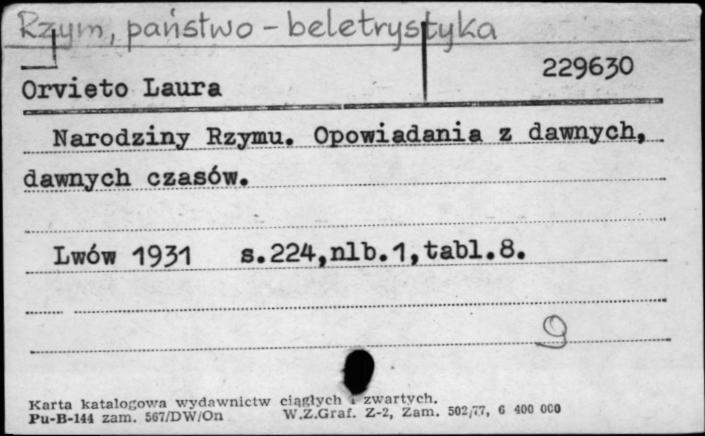 Rzym, państwo - beletrystyka
229630
Orvieto Laura
Narodziny Rzymu. Opowiadania z dawnych,
dawnych czasów.
Lwów 1931 s.224,nlb.1,tabl.8.
9
Karta katalogowa wydawnictw ciągłych i zwartych.
Pu-B-144 zam. 567/DW/On W.Z.Graf. Z-2, Zam. 502/77, 6 400 000